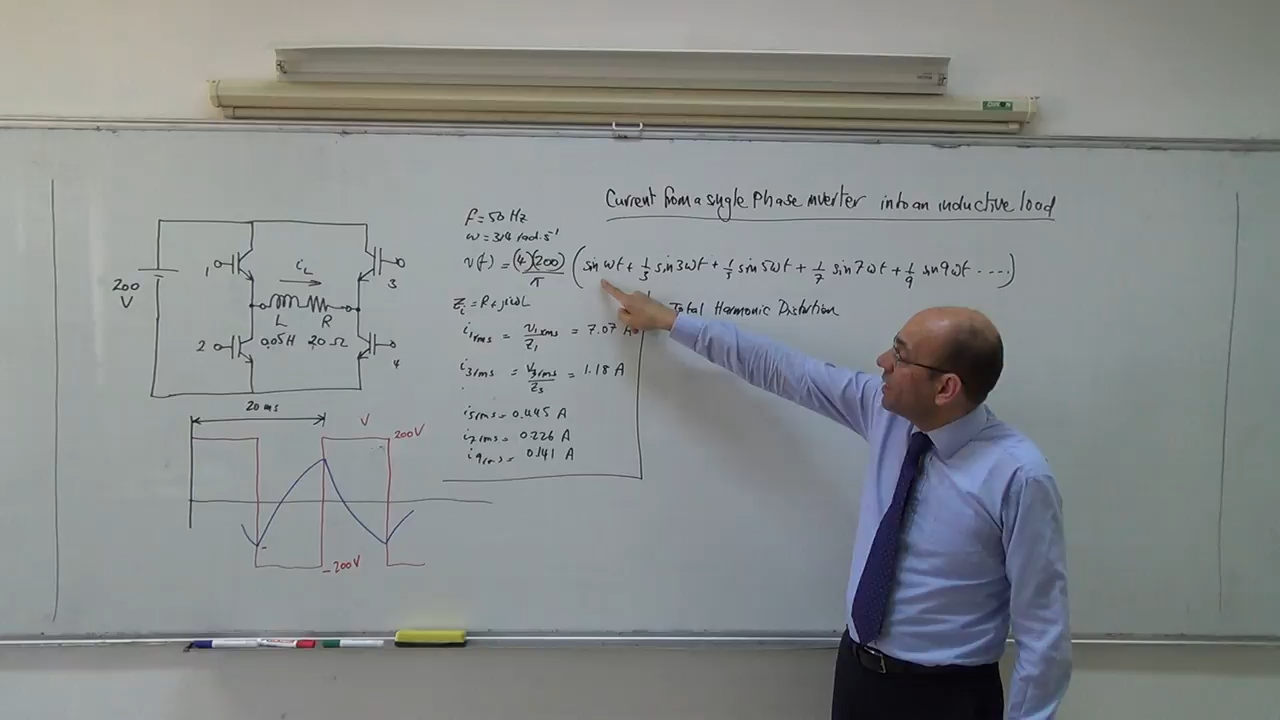 Current from a single Phase inverter into an inductive load
f = 50 Hz
ω = 314 rad.s⁻¹
v(t) = (4)(200)/π (sin ωt + 1/3 sin 3ωt + 1/5 sin 5ωt + 1/7 sin 7ωt + 1/9 sin 9ωt ....)
Total Harmonic Distortion
Zi = R + jiωL
i1rms = v1rms/Z1 = 7.07
i3rms = v3rms/Z3 = 1.18 A
i5rms = 0.445 A
i7rms = 0.226 A
i9rms = 0.141 A
200
V
1
2
3
4
iL
L
R
0.05H
20 Ω
20 ms
V
200V
-200V